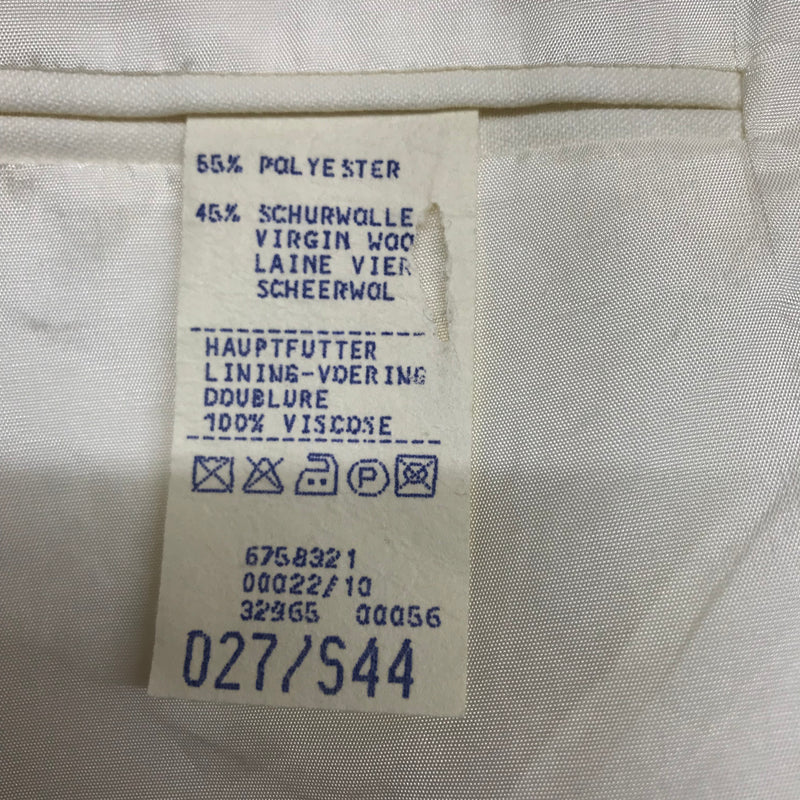 55% POLYESTER
45% SCHURWOLLE
VIRGIN WOO
LAINE VIER
SCHEERWOL
HAUPTFUTTER
LINING-VOERING
DOUBLURE
100% VISCOSE
P
6758321
00022/10
32965 00056
027/S44